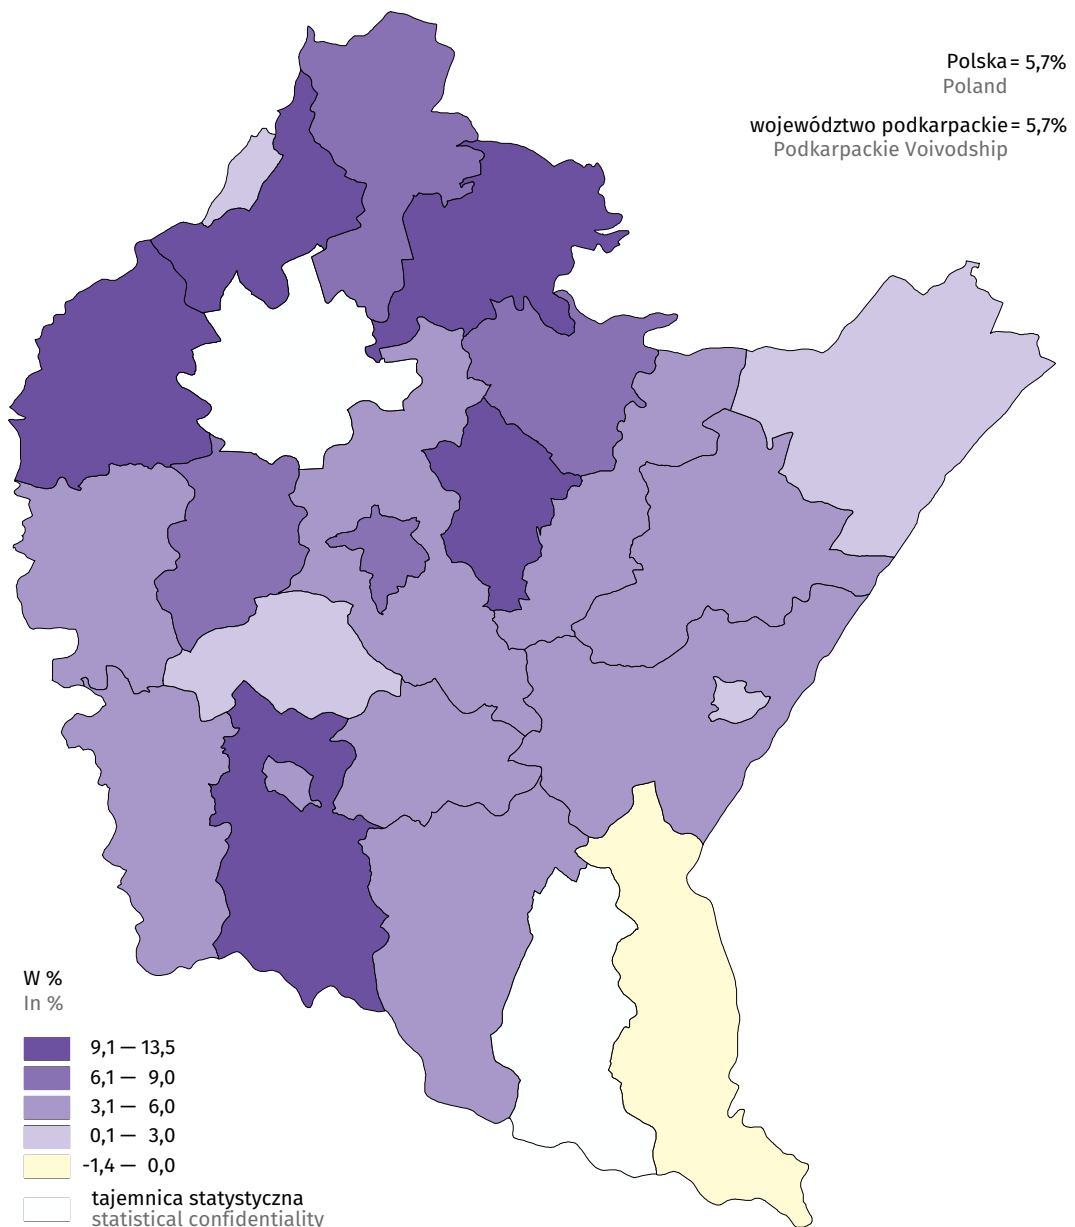 Polska = 5,7%
Poland
województwo podkarpackie = 5,7%
Podkarpackie Voivodship
W %
In %
9,1 — 13,5
6,1 — 9,0
3,1 — 6,0
0,1 — 3,0
-1,4 — 0,0
tajemnica statystyczna
statistical confidentiality